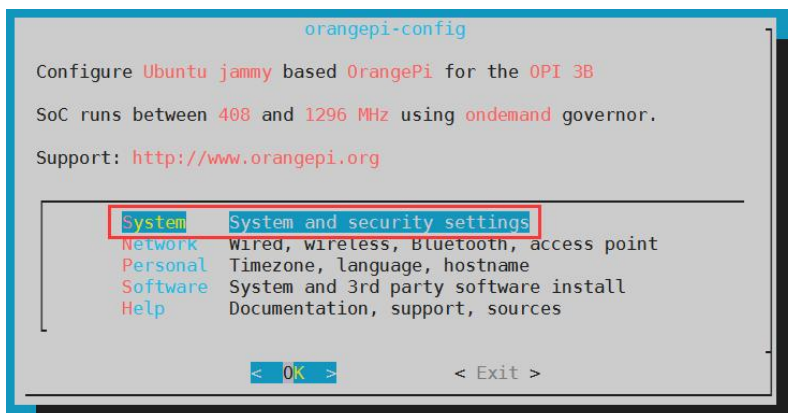 orangepi-config
Configure Ubuntu jammy based OrangePi for the OPI 3B
SoC runs between 408 and 1296 MHz using ondemand governor.
Support: http://www.orangepi.org
System System and security settings
Network Wired, wireless, Bluetooth, access point
Personal Timezone, language, hostname
Software System and 3rd party software install
Help Documentation, support, sources
< OK > < Exit >